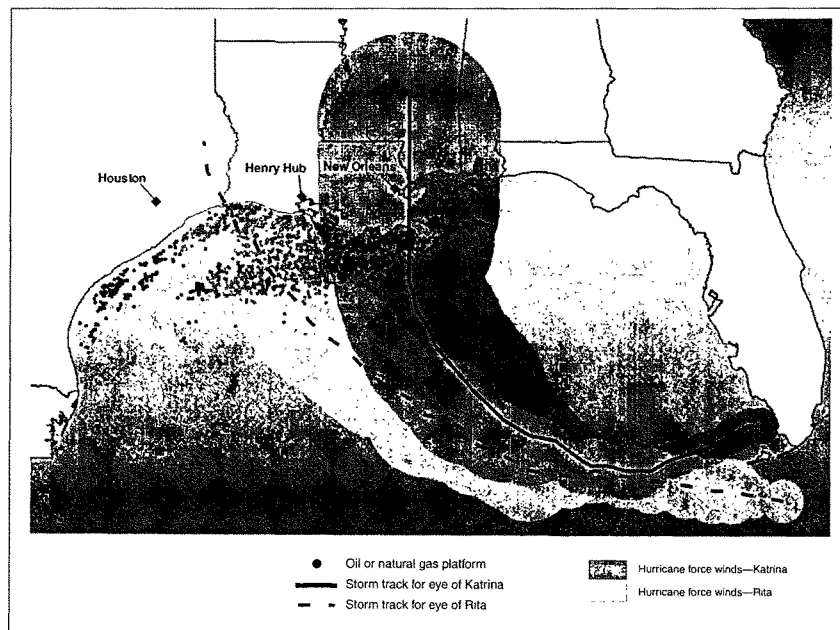 Houston
Henry Hub
New Orleans
Oil or natural gas platform
Storm track for eye of Katrina
Storm track for eye of Rita
Hurricane force winds—Katrina
Hurricane force winds—Rita